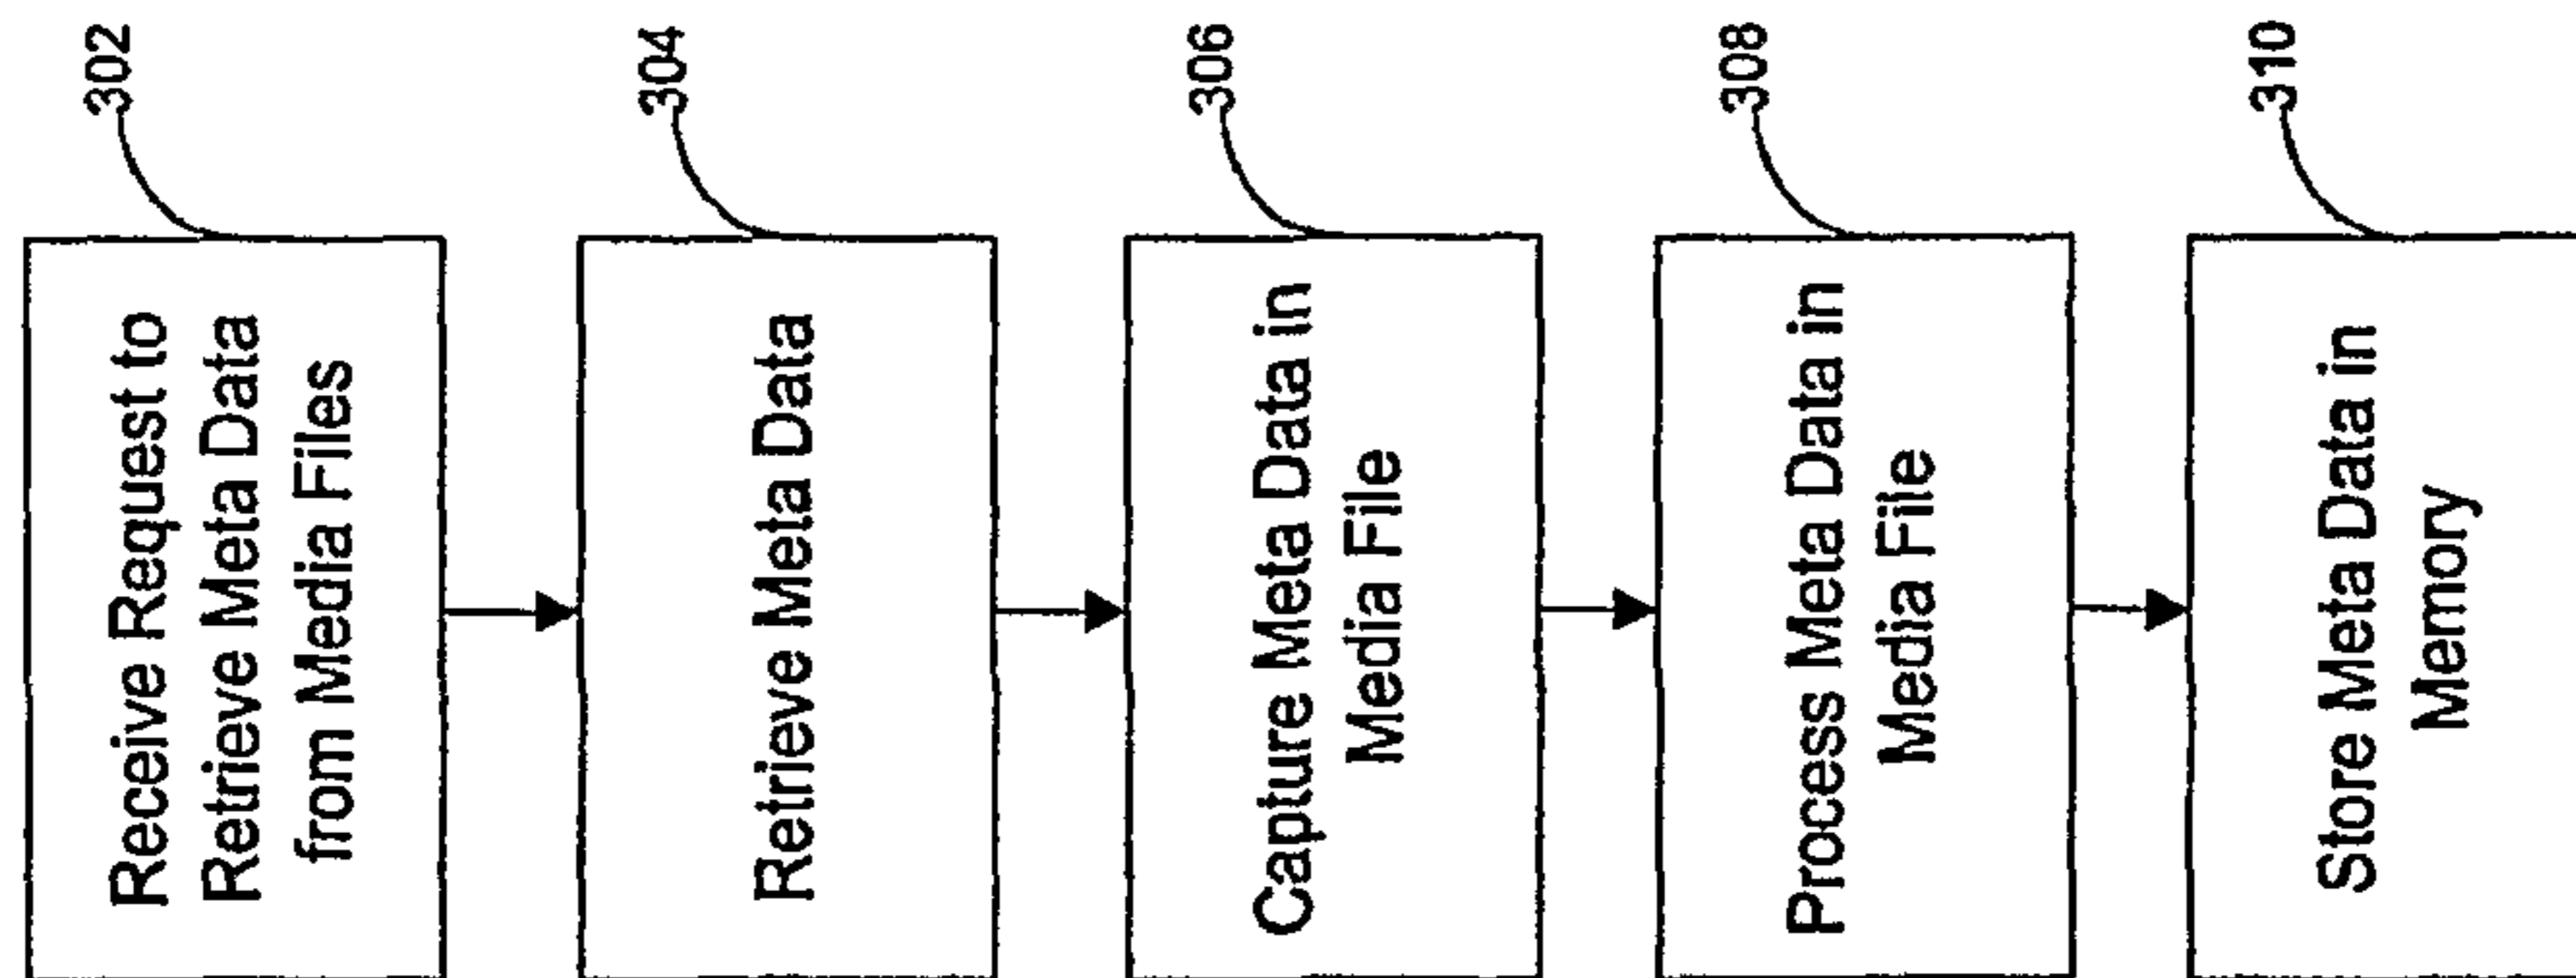 302
Receive Request to
Retrieve Meta Data
from Media Files
304
Retrieve Meta Data
306
Capture Meta Data in
Media File
308
Process Meta Data in
Media File
310
Store Meta Data in
Memory